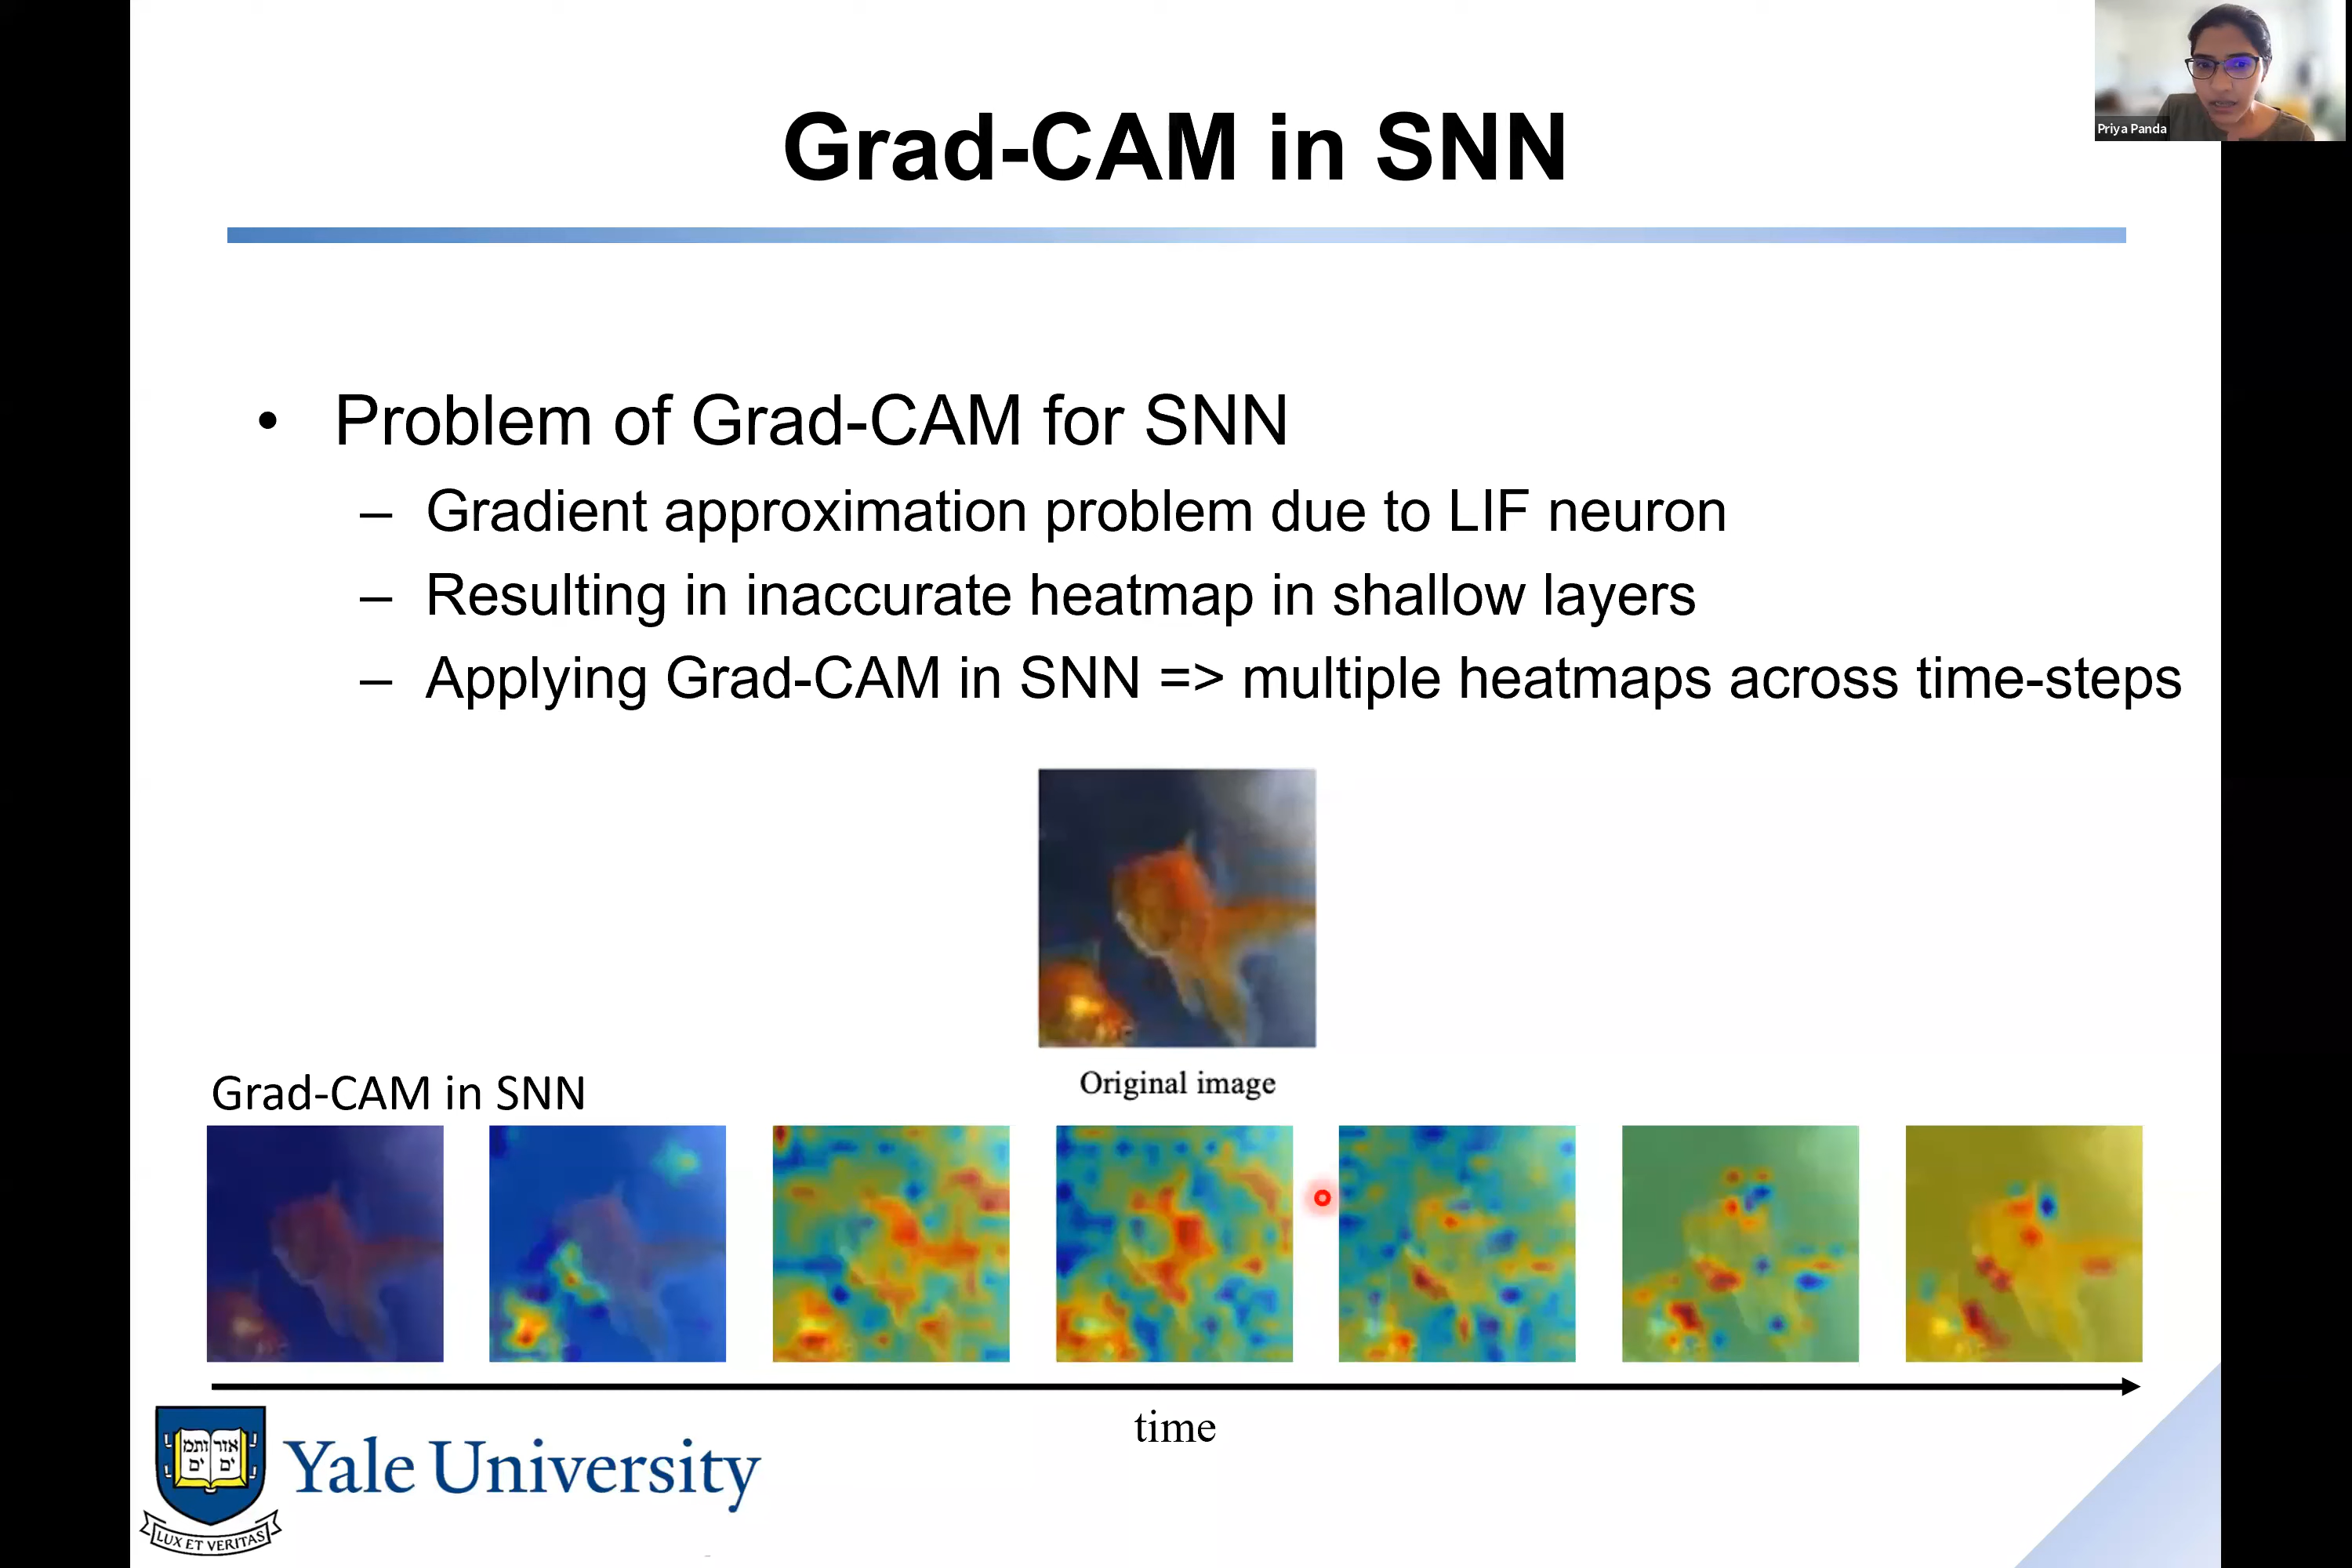 Priya Panda
Grad-CAM in SNN
• Problem of Grad-CAM for SNN
– Gradient approximation problem due to LIF neuron
– Resulting in inaccurate heatmap in shallow layers
– Applying Grad-CAM in SNN => multiple heatmaps across time-steps
Original image
Grad-CAM in SNN
time
אורים
ותמים
Yale University
LUX ET VERITAS